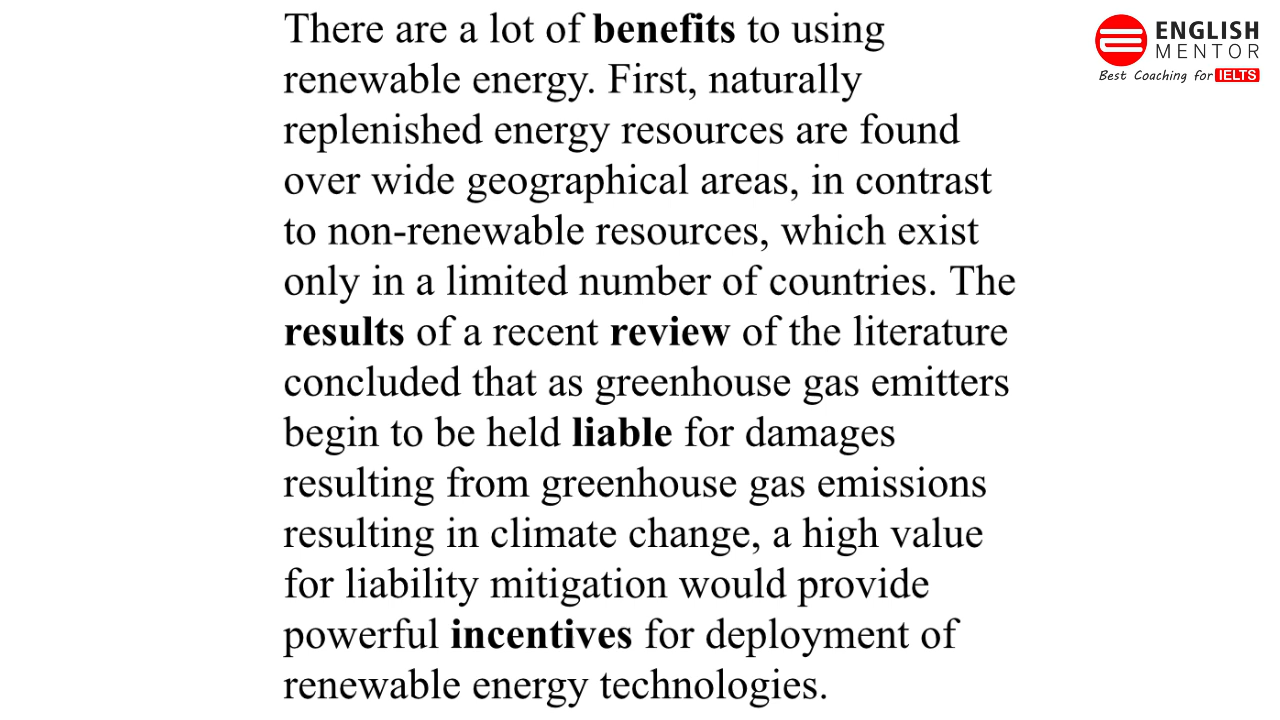 There are a lot of benefits to using
renewable energy. First, naturally
replenished energy resources are found
over wide geographical areas, in contrast
to non-renewable resources, which exist
only in a limited number of countries. The
results of a recent review of the literature
concluded that as greenhouse gas emitters
begin to be held liable for damages
resulting from greenhouse gas emissions
resulting in climate change, a high value
for liability mitigation would provide
powerful incentives for deployment of
renewable energy technologies.
ENGLISH
MENTOR
Best Coaching for IELTS